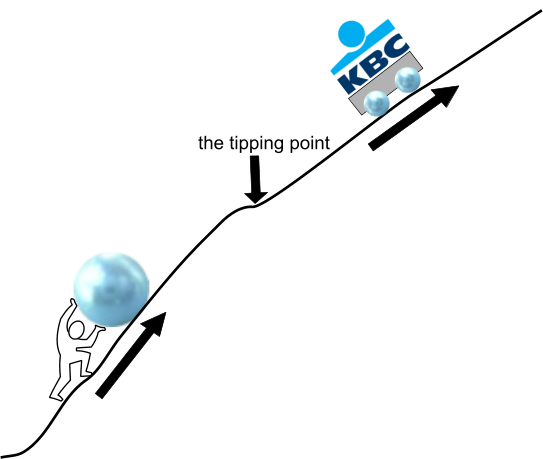 KBC
the tipping point